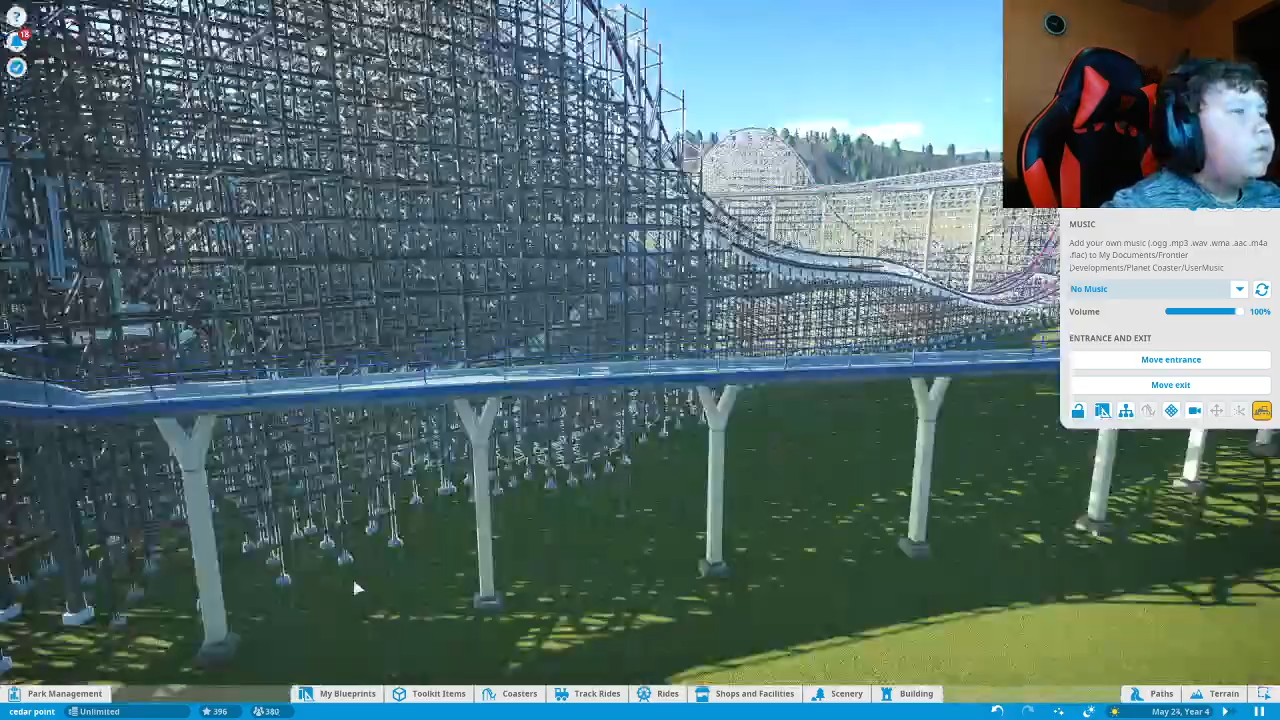 18
MUSIC
Add your own music (.ogg .mp3 .wav .wma .aac .m4a
.flac) to My Documents/Frontier
Developments/Planet Coaster/UserMusic
No Music
Volume 100%
ENTRANCE AND EXIT
Move entrance
Move exit
Park Management My Blueprints Toolkit Items Coasters Track Rides Rides Shops and Facilities Scenery Building Paths Terrain
cedar point Unlimited 396 380 May 24, Year 4